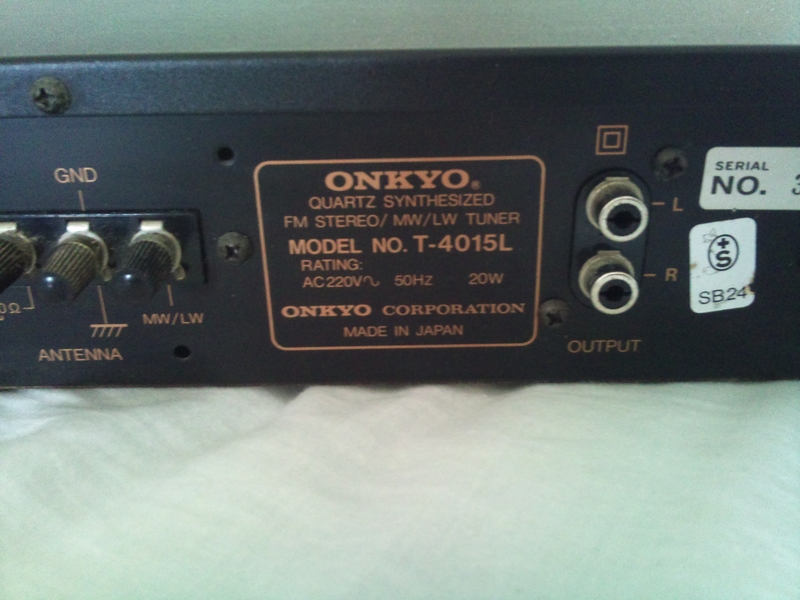 GND
ANTENNA
MW/LW
ONKYO®
QUARTZ SYNTHESIZED
FM STEREO/ MW/LW TUNER
MODEL NO. T-4015L
RATING:
AC220V∿ 50HZ 20W
ONKYO CORPORATION
MADE IN JAPAN
L
R
OUTPUT
SERIAL
NO. 3
+
S
SB24